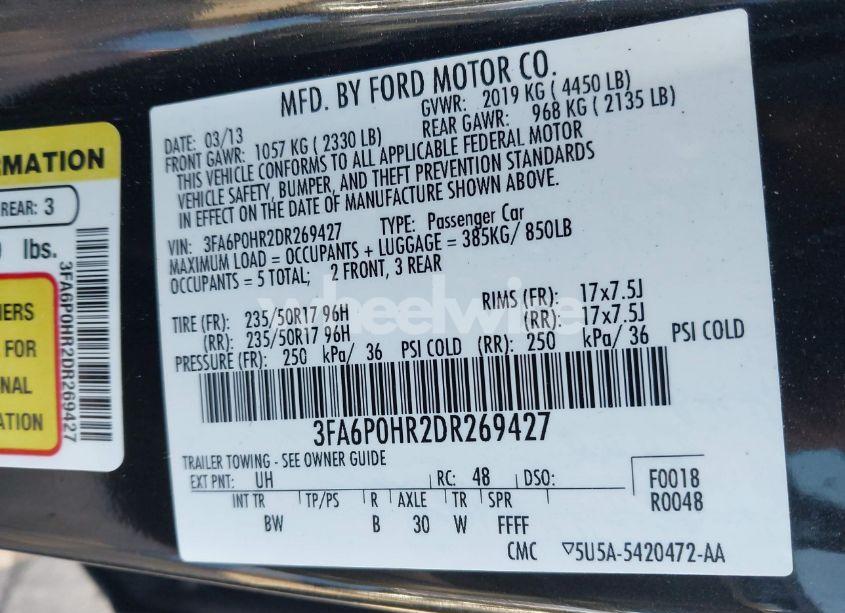 MFD. BY FORD MOTOR CO.
DATE: 03/13 GVWR: 2019 KG ( 4450 LB)
FRONT GAWR: 1057 KG ( 2330 LB) REAR GAWR: 968 KG ( 2135 LB)
THIS VEHICLE CONFORMS TO ALL APPLICABLE FEDERAL MOTOR
VEHICLE SAFETY, BUMPER, AND THEFT PREVENTION STANDARDS
IN EFFECT ON THE DATE OF MANUFACTURE SHOWN ABOVE.
VIN: 3FA6P0HR2DR269427 TYPE: Passenger Car
MAXIMUM LOAD = OCCUPANTS + LUGGAGE = 385KG/ 850LB
OCCUPANTS = 5 TOTAL; 2 FRONT, 3 REAR
TIRE (FR): 235/50R17 96H RIMS (FR): 17x7.5J
(RR): 235/50R17 96H (RR): 17x7.5J
PRESSURE (FR): 250 kPa/ 36 PSI COLD (RR): 250 kPa/ 36 PSI COLD
3FA6P0HR2DR269427
TRAILER TOWING - SEE OWNER GUIDE
EXT PNT: UH RC: 48 DSO: F0018
R0048
INT TR TP/PS R AXLE TR SPR
BW B 30 W FFFF
CMC 5U5A-5420472-AA
RMATION
REAR: 3
lbs.
NERS
FOR
NAL
ATION
3FA6P0HR2DR269427
wheelwire